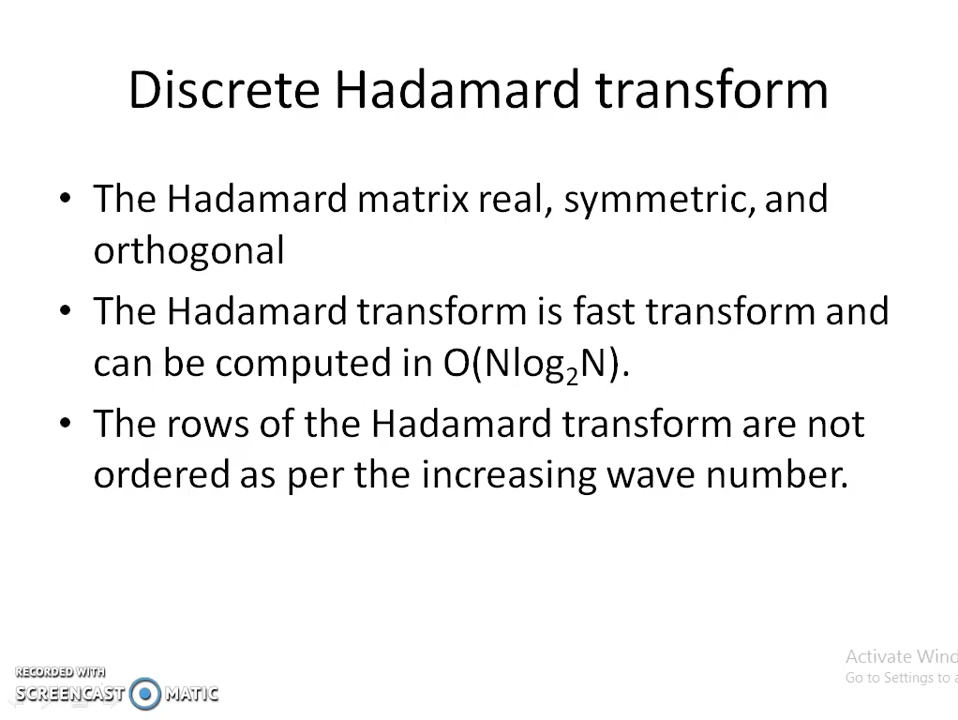 Discrete Hadamard transform
• The Hadamard matrix real, symmetric, and
orthogonal
• The Hadamard transform is fast transform and
can be computed in O(Nlog₂N).
• The rows of the Hadamard transform are not
ordered as per the increasing wave number.
Activate Wind
Go to Settings to a
RECORDED WITH
SCREENCAST MATIC